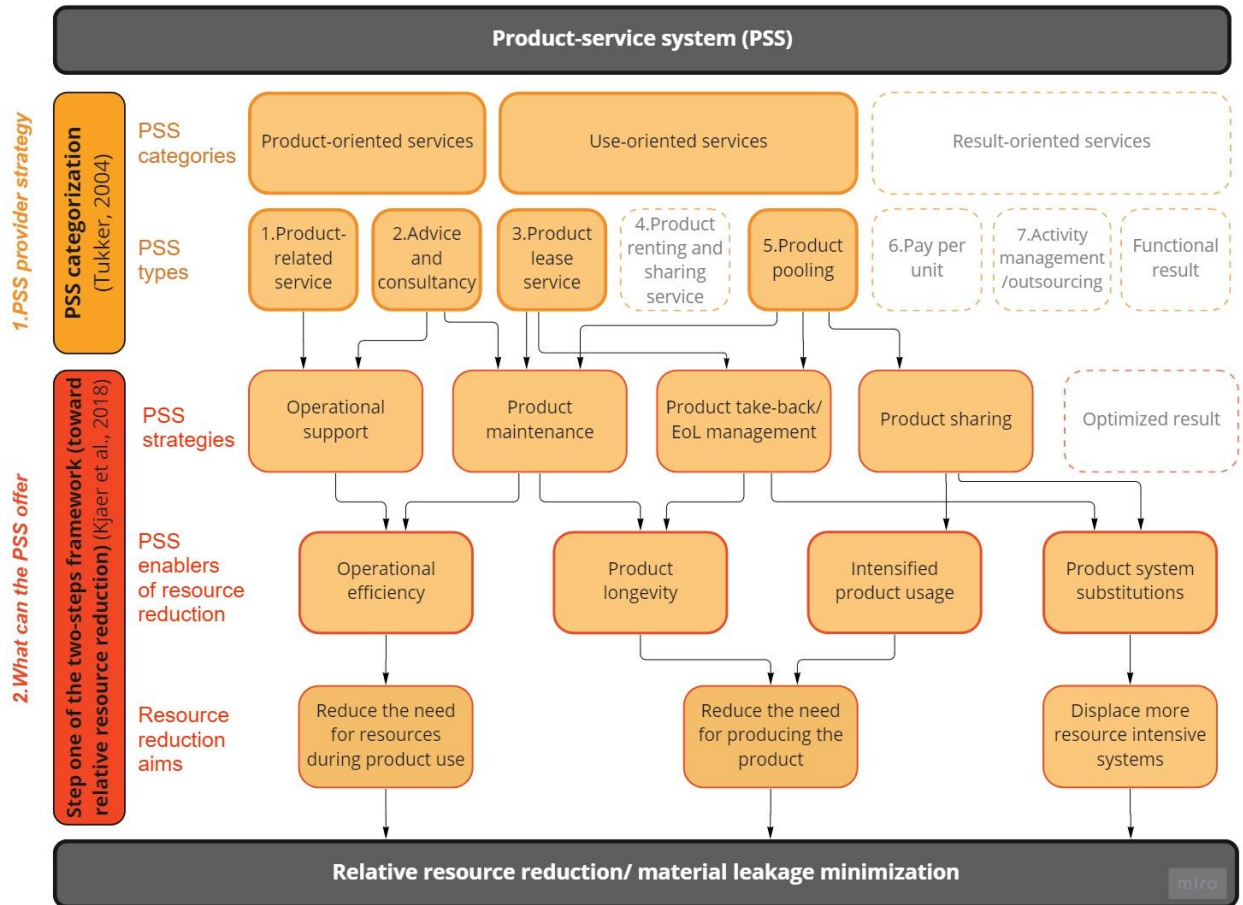 Product-service system (PSS)
1.PSS provider strategy
PSS categorization
(Tukker, 2004)
PSS
categories
Product-oriented services
Use-oriented services
Result-oriented services
PSS
types
1.Product-
related
service
2.Advice
and
consultancy
3.Product
lease
service
4.Product
renting and
sharing
service
5.Product
pooling
6.Pay per
unit
7.Activity
management
/outsourcing
Functional
result
2.What can the PSS offer
Step one of the two-steps framework (toward
relative resource reduction) (Kjaer et al., 2018)
PSS
strategies
Operational
support
Product
maintenance
Product take-back/
EoL management
Product sharing
Optimized result
PSS
enablers
of resource
reduction
Operational
efficiency
Product
longevity
Intensified
product usage
Product system
substitutions
Resource
reduction
aims
Reduce the need
for resources
during product use
Reduce the need
for producing the
product
Displace more
resource intensive
systems
Relative resource reduction/ material leakage minimization
miro